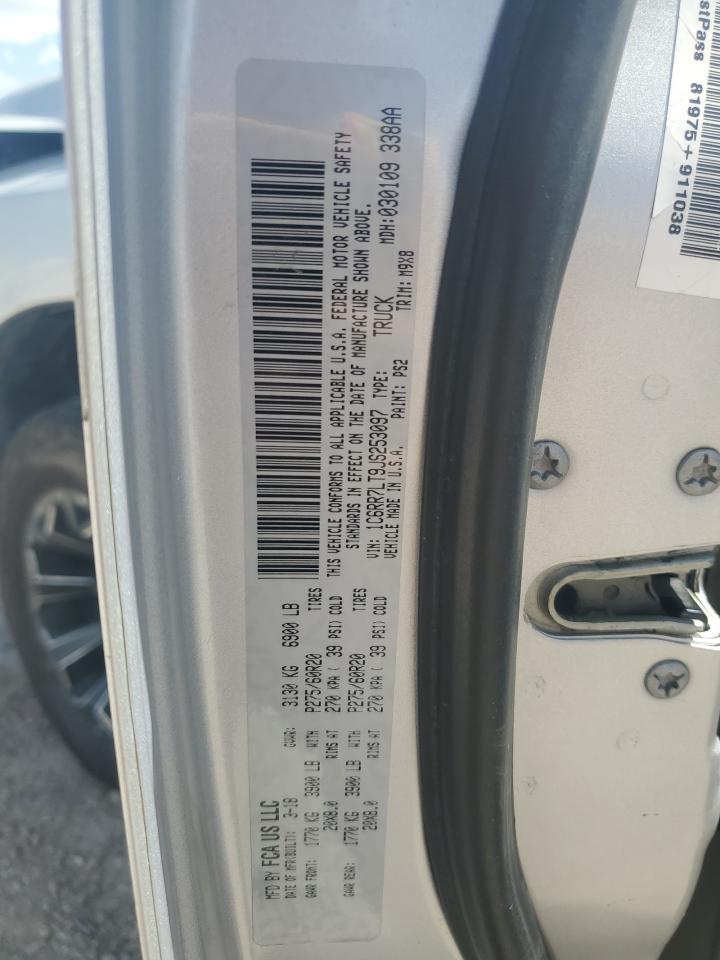 MFD BY FCA US LLC
DATE OF MFR(BUILT): 3-18 GVWR: 3130 KG 6900 LB
GAWR FRONT: 1770 KG 3900 LB WITH P275/60R20 TIRES
20X8.0 RIMS AT 270 KPA ( 39 PSI) COLD
GAWR REAR: 1770 KG 3900 LB WITH P275/60R20 TIRES
20X8.0 RIMS AT 270 KPA ( 39 PSI) COLD
THIS VEHICLE CONFORMS TO ALL APPLICABLE U.S.A. FEDERAL MOTOR VEHICLE SAFETY
STANDARDS IN EFFECT ON THE DATE OF MANUFACTURE SHOWN ABOVE.
VIN: 1C6RR7LT9JS253097 TYPE: TRUCK MDH:030109 338AA
VEHICLE MADE IN U.S.A. PAINT: PS2 TRIM: M9X8
stPass 81975+911038